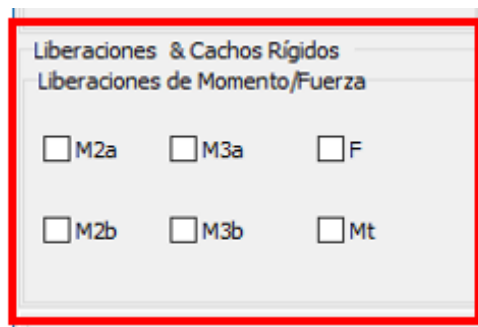 Liberaciones & Cachos Rígidos
Liberaciones de Momento/Fuerza
M2a M3a F
M2b M3b Mt